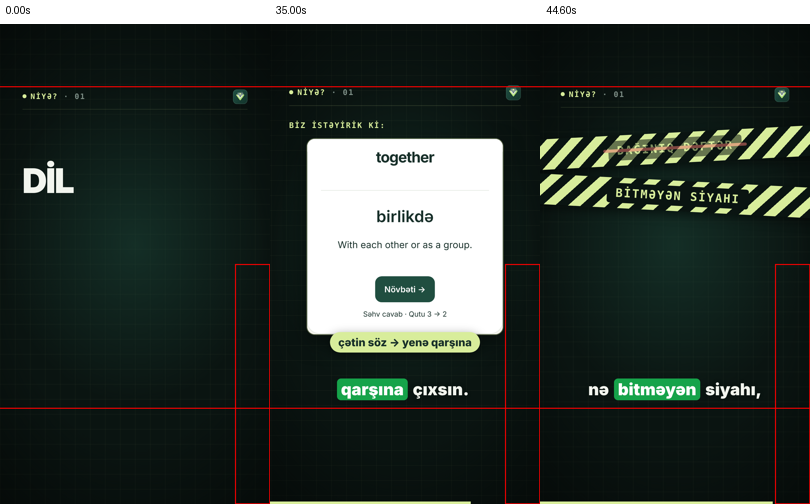 0.00s
35.00s
44.60s
NİYƏ? · 01
DİL
NİYƏ? · 01
BİZ İSTƏYİRİK Kİ:
together
birlikdə
With each other or as a group.
Növbəti →
Səhv cavab · Qutu 3 → 2
çətin söz → yenə qarşına
qarşına çıxsın.
NİYƏ? · 01
DAĞINIQ DƏFTƏR
BİTMƏYƏN SİYAHI
nə bitməyən siyahı,